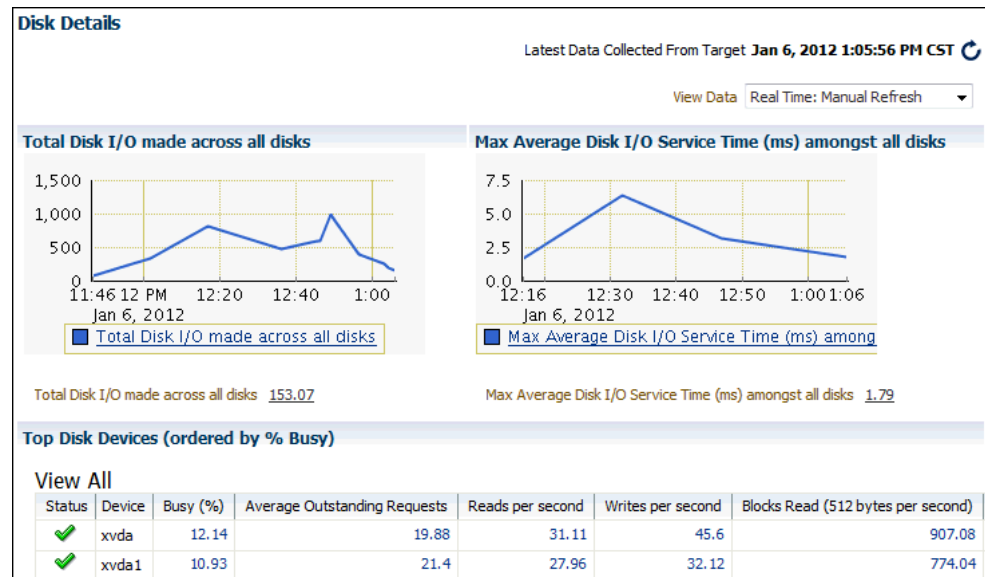 Disk Details
Latest Data Collected From Target Jan 6, 2012 1:05:56 PM CST
View Data Real Time: Manual Refresh
Total Disk I/O made across all disks
1,500
1,000
500
0
11:46 12 PM 12:20 12:40 1:00
Jan 6, 2012
Total Disk I/O made across all disks
Max Average Disk I/O Service Time (ms) amongst all disks
7.5
5.0
2.5
0.0
12:16 12:30 12:40 12:50 1:00 1:06
Jan 6, 2012
Max Average Disk I/O Service Time (ms) among
Total Disk I/O made across all disks 153.07
Max Average Disk I/O Service Time (ms) amongst all disks 1.79
Top Disk Devices (ordered by % Busy)
View All
Status Device Busy (%) Average Outstanding Requests Reads per second Writes per second Blocks Read (512 bytes per second)
xvda 12.14 19.88 31.11 45.6 907.08
xvda1 10.93 21.4 27.96 32.12 774.04